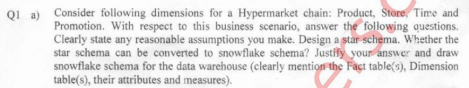 Q1 a) Consider following dimensions for a Hypermarket chain: Product, Store, Time and
Promotion. With respect to this business scenario, answer the following questions.
Clearly state any reasonable assumptions you make. Design a star schema. Whether the
star schema can be converted to snowflake schema? Justify your answer and draw
snowflake schema for the data warehouse (clearly mention the Fact table(s), Dimension
table(s), their attributes and measures).